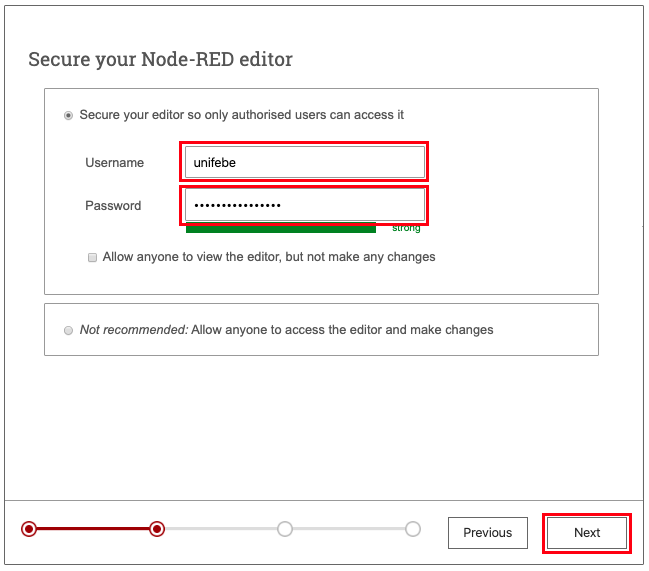 Secure your Node-RED editor
Secure your editor so only authorised users can access it
Username
unifebe
Password
••••••••••••••••
strong
Allow anyone to view the editor, but not make any changes
Not recommended: Allow anyone to access the editor and make changes
Previous
Next